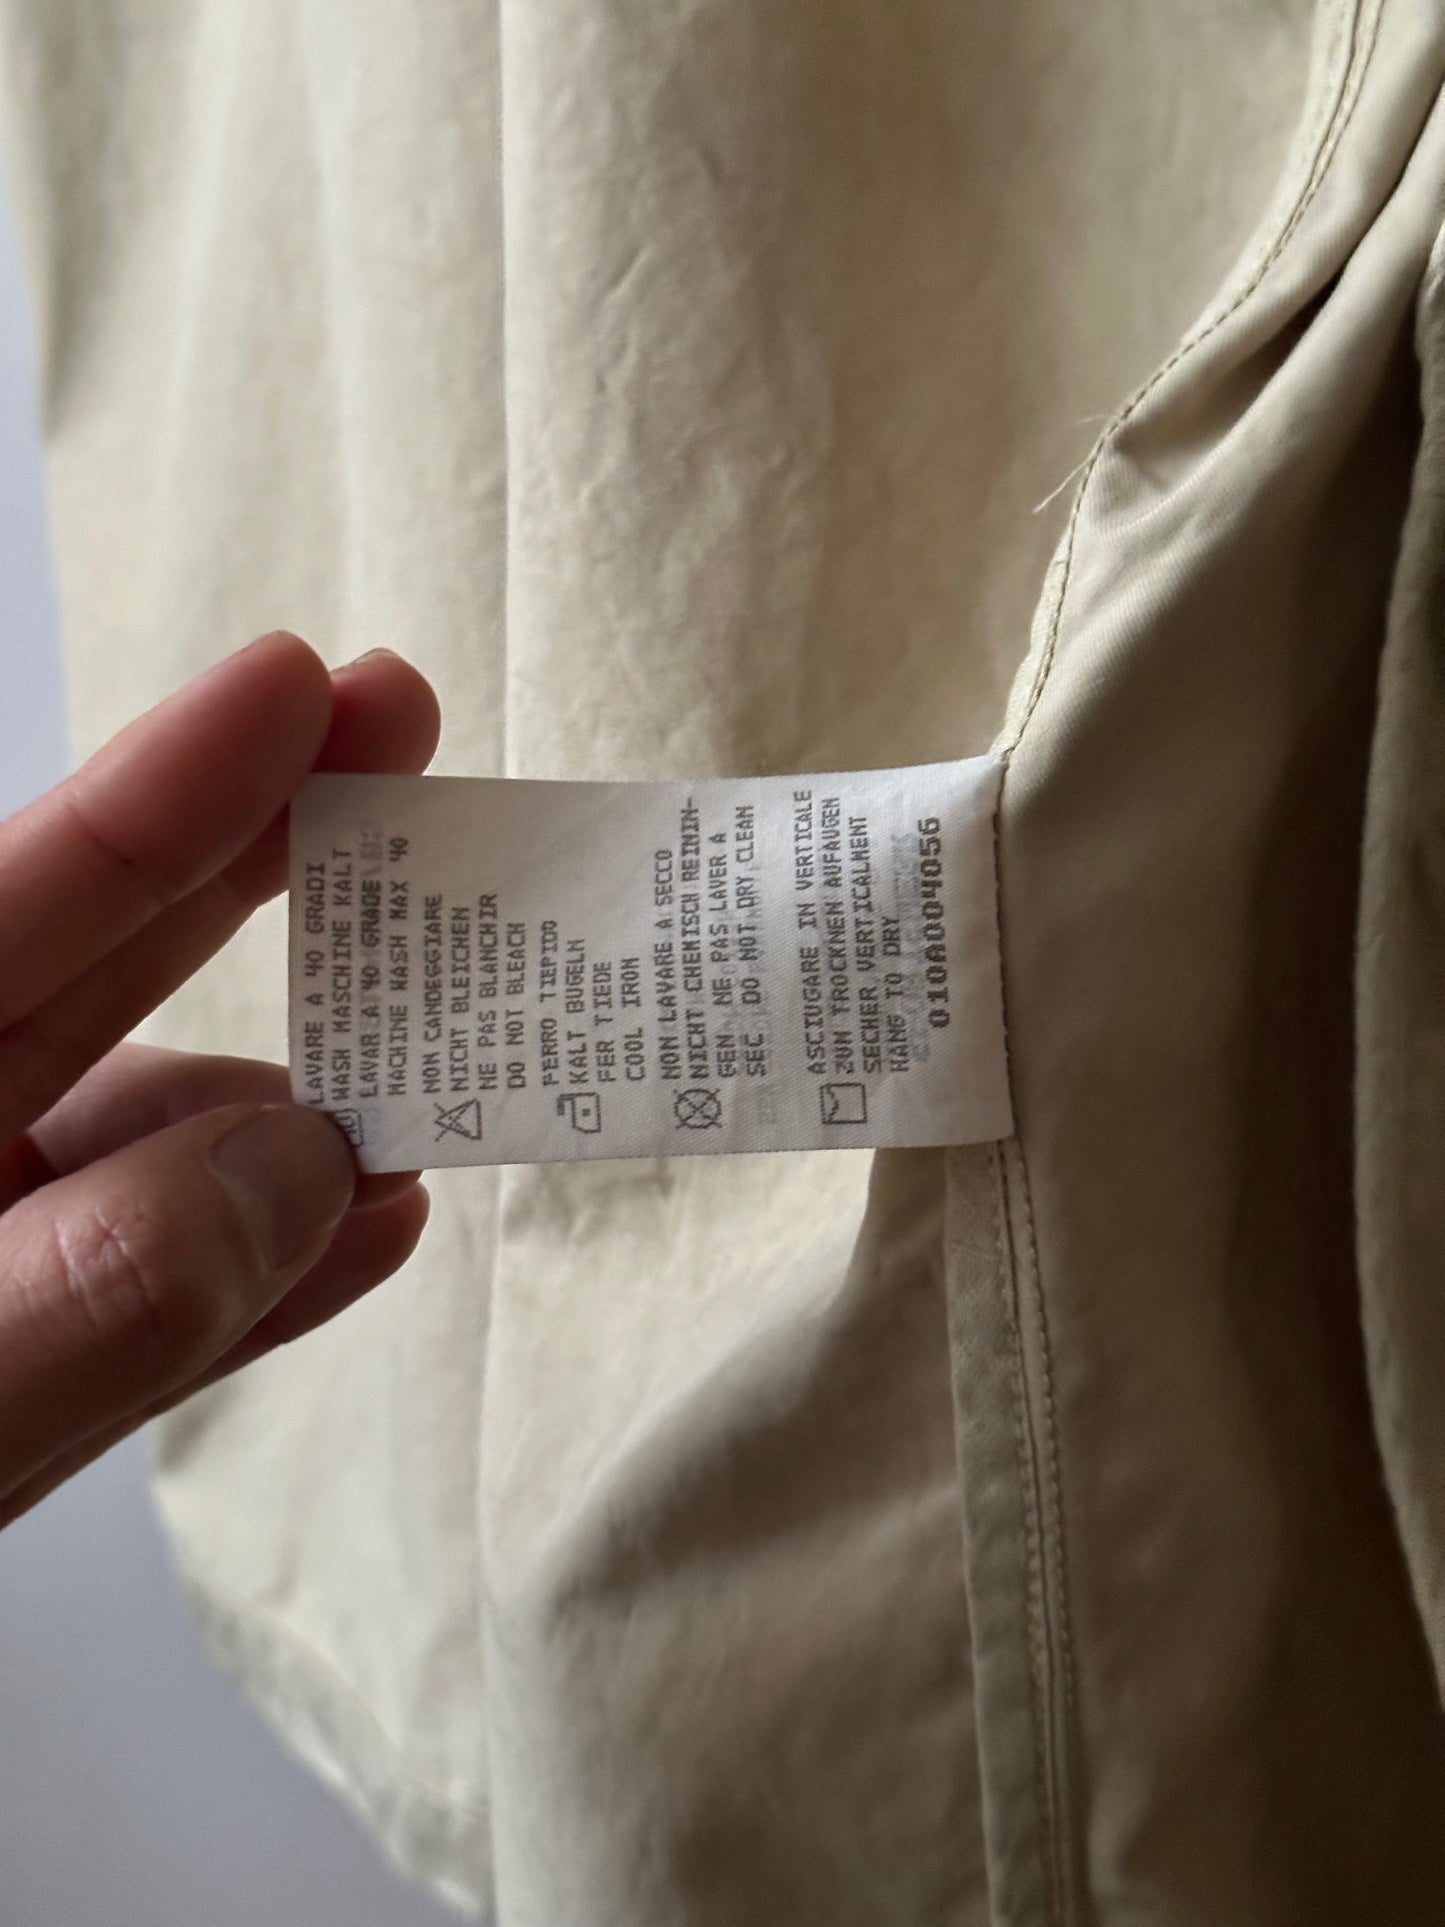 LAVARE A 40 GRADI
WASH MASCHINE KALT
LAVAR A 40 GRADE
MACHINE WASH MAX 40
NON CANDEGGIARE
NICHT BLEICHEN
NE PAS BLANCHIR
DO NOT BLEACH
FERRO TIEPIDO
KALT BUGELN
FER TIEDE
COOL IRON
NON LAVARE A SECCO
NICHT CHEMISCH REININ-
GEN NE PAS LAVER A
SEC DO NOT DRY CLEAN
ASCIUGARE IN VERTICALE
ZUM TROCKNEN AUFAUGEN
SECHER VERTICALMENT
HANG TO DRY
010A004056